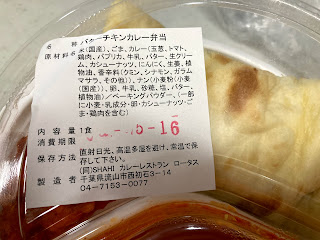 名　称 バターチキンカレー弁当
原材料名 米(国産)、ごま、カレー(玉葱、トマト、
鶏肉、パプリカ、牛乳、バター、生クリー
ム、カシューナッツ、にんにく、生姜、植
物油、香辛料(クミン、シナモン、ガラム
マサラ、その他))、ナン(小麦粉(小麦
(国産))、卵、牛乳、砂糖、塩、バター、
植物油)/ベーキングパウダー、(一部
に小麦・乳成分・卵・カシューナッツ・ご
ま・鶏肉を含む)
内容量 1食
消費期限 5-16
保存方法 直射日光、高温多湿を避け、常温で保
存して下さい。
製造者 (同)SHAHI カレーレストラン ロータス
千葉県流山市西初石3-14
04-7153-0077